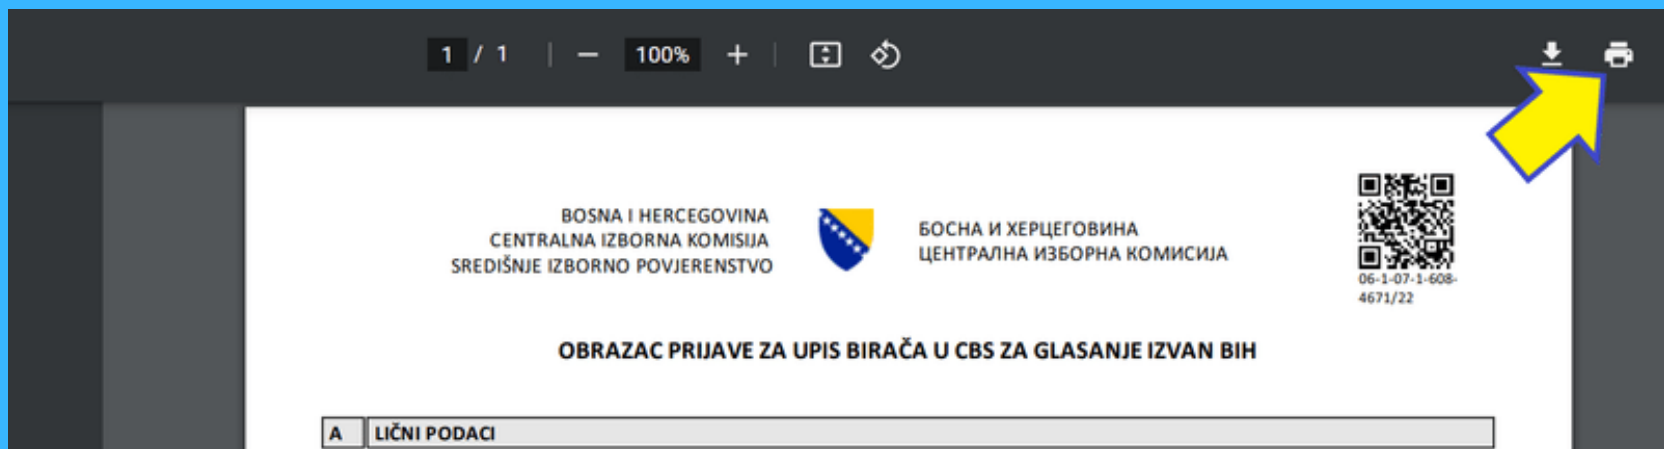 1 / 1
100%
BOSNA I HERCEGOVINA
CENTRALNA IZBORNA KOMISIJA
SREDIŠNJE IZBORNO POVJERENSTVO
БОСНА И ХЕРЦЕГОВИНА
ЦЕНТРАЛНА ИЗБОРНА КОМИСИЈА
06-1-07-1-608-
4671/22
OBRAZAC PRIJAVE ZA UPIS BIRAČA U CBS ZA GLASANJE IZVAN BIH
A LIČNI PODACI